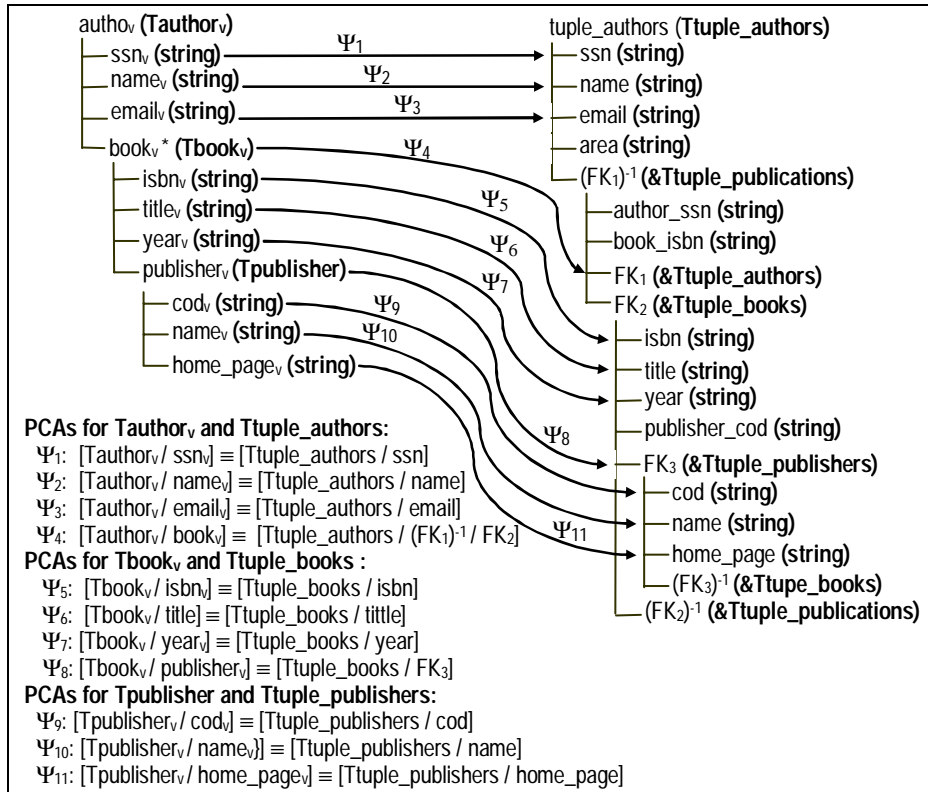 authoᵥ (Tauthorᵥ)
ssnᵥ (string)
nameᵥ (string)
emailᵥ (string)
bookᵥ * (Tbookᵥ)
isbnᵥ (string)
titleᵥ (string)
yearᵥ (string)
publisherᵥ (Tpublisher)
codᵥ (string)
nameᵥ (string)
home_pageᵥ (string)
Ψ₁
Ψ₂
Ψ₃
Ψ₄
Ψ₅
Ψ₆
Ψ₇
Ψ₉
Ψ₁₀
Ψ₈
Ψ₁₁
tuple_authors (Ttuple_authors)
ssn (string)
name (string)
email (string)
area (string)
(FK₁)⁻¹ (&Ttuple_publications)
author_ssn (string)
book_isbn (string)
FK₁ (&Ttuple_authors)
FK₂ (&Ttuple_books)
isbn (string)
title (string)
year (string)
publisher_cod (string)
FK₃ (&Ttuple_publishers)
cod (string)
name (string)
home_page (string)
(FK₃)⁻¹ (&Ttupe_books)
(FK₂)⁻¹ (&Ttuple_publications)
PCAs for Tauthorᵥ and Ttuple_authors:
Ψ₁: [Tauthorᵥ / ssnᵥ] ≡ [Ttuple_authors / ssn]
Ψ₂: [Tauthorᵥ / nameᵥ] ≡ [Ttuple_authors / name]
Ψ₃: [Tauthorᵥ / emailᵥ] ≡ [Ttuple_authors / email]
Ψ₄: [Tauthorᵥ / bookᵥ] ≡ [Ttuple_authors / (FK₁)⁻¹ / FK₂]
PCAs for Tbookᵥ and Ttuple_books :
Ψ₅: [Tbookᵥ / isbnᵥ] ≡ [Ttuple_books / isbn]
Ψ₆: [Tbookᵥ / titleᵥ] ≡ [Ttuple_books / tittle]
Ψ₇: [Tbookᵥ / yearᵥ] ≡ [Ttuple_books / year]
Ψ₈: [Tbookᵥ / publisherᵥ] ≡ [Ttuple_books / FK₃]
PCAs for Tpublisher and Ttuple_publishers:
Ψ₉: [Tpublisherᵥ / codᵥ] ≡ [Ttuple_publishers / cod]
Ψ₁₀: [Tpublisherᵥ / nameᵥ}] ≡ [Ttuple_publishers / name]
Ψ₁₁: [Tpublisherᵥ / home_pageᵥ] ≡ [Ttuple_publishers / home_page]